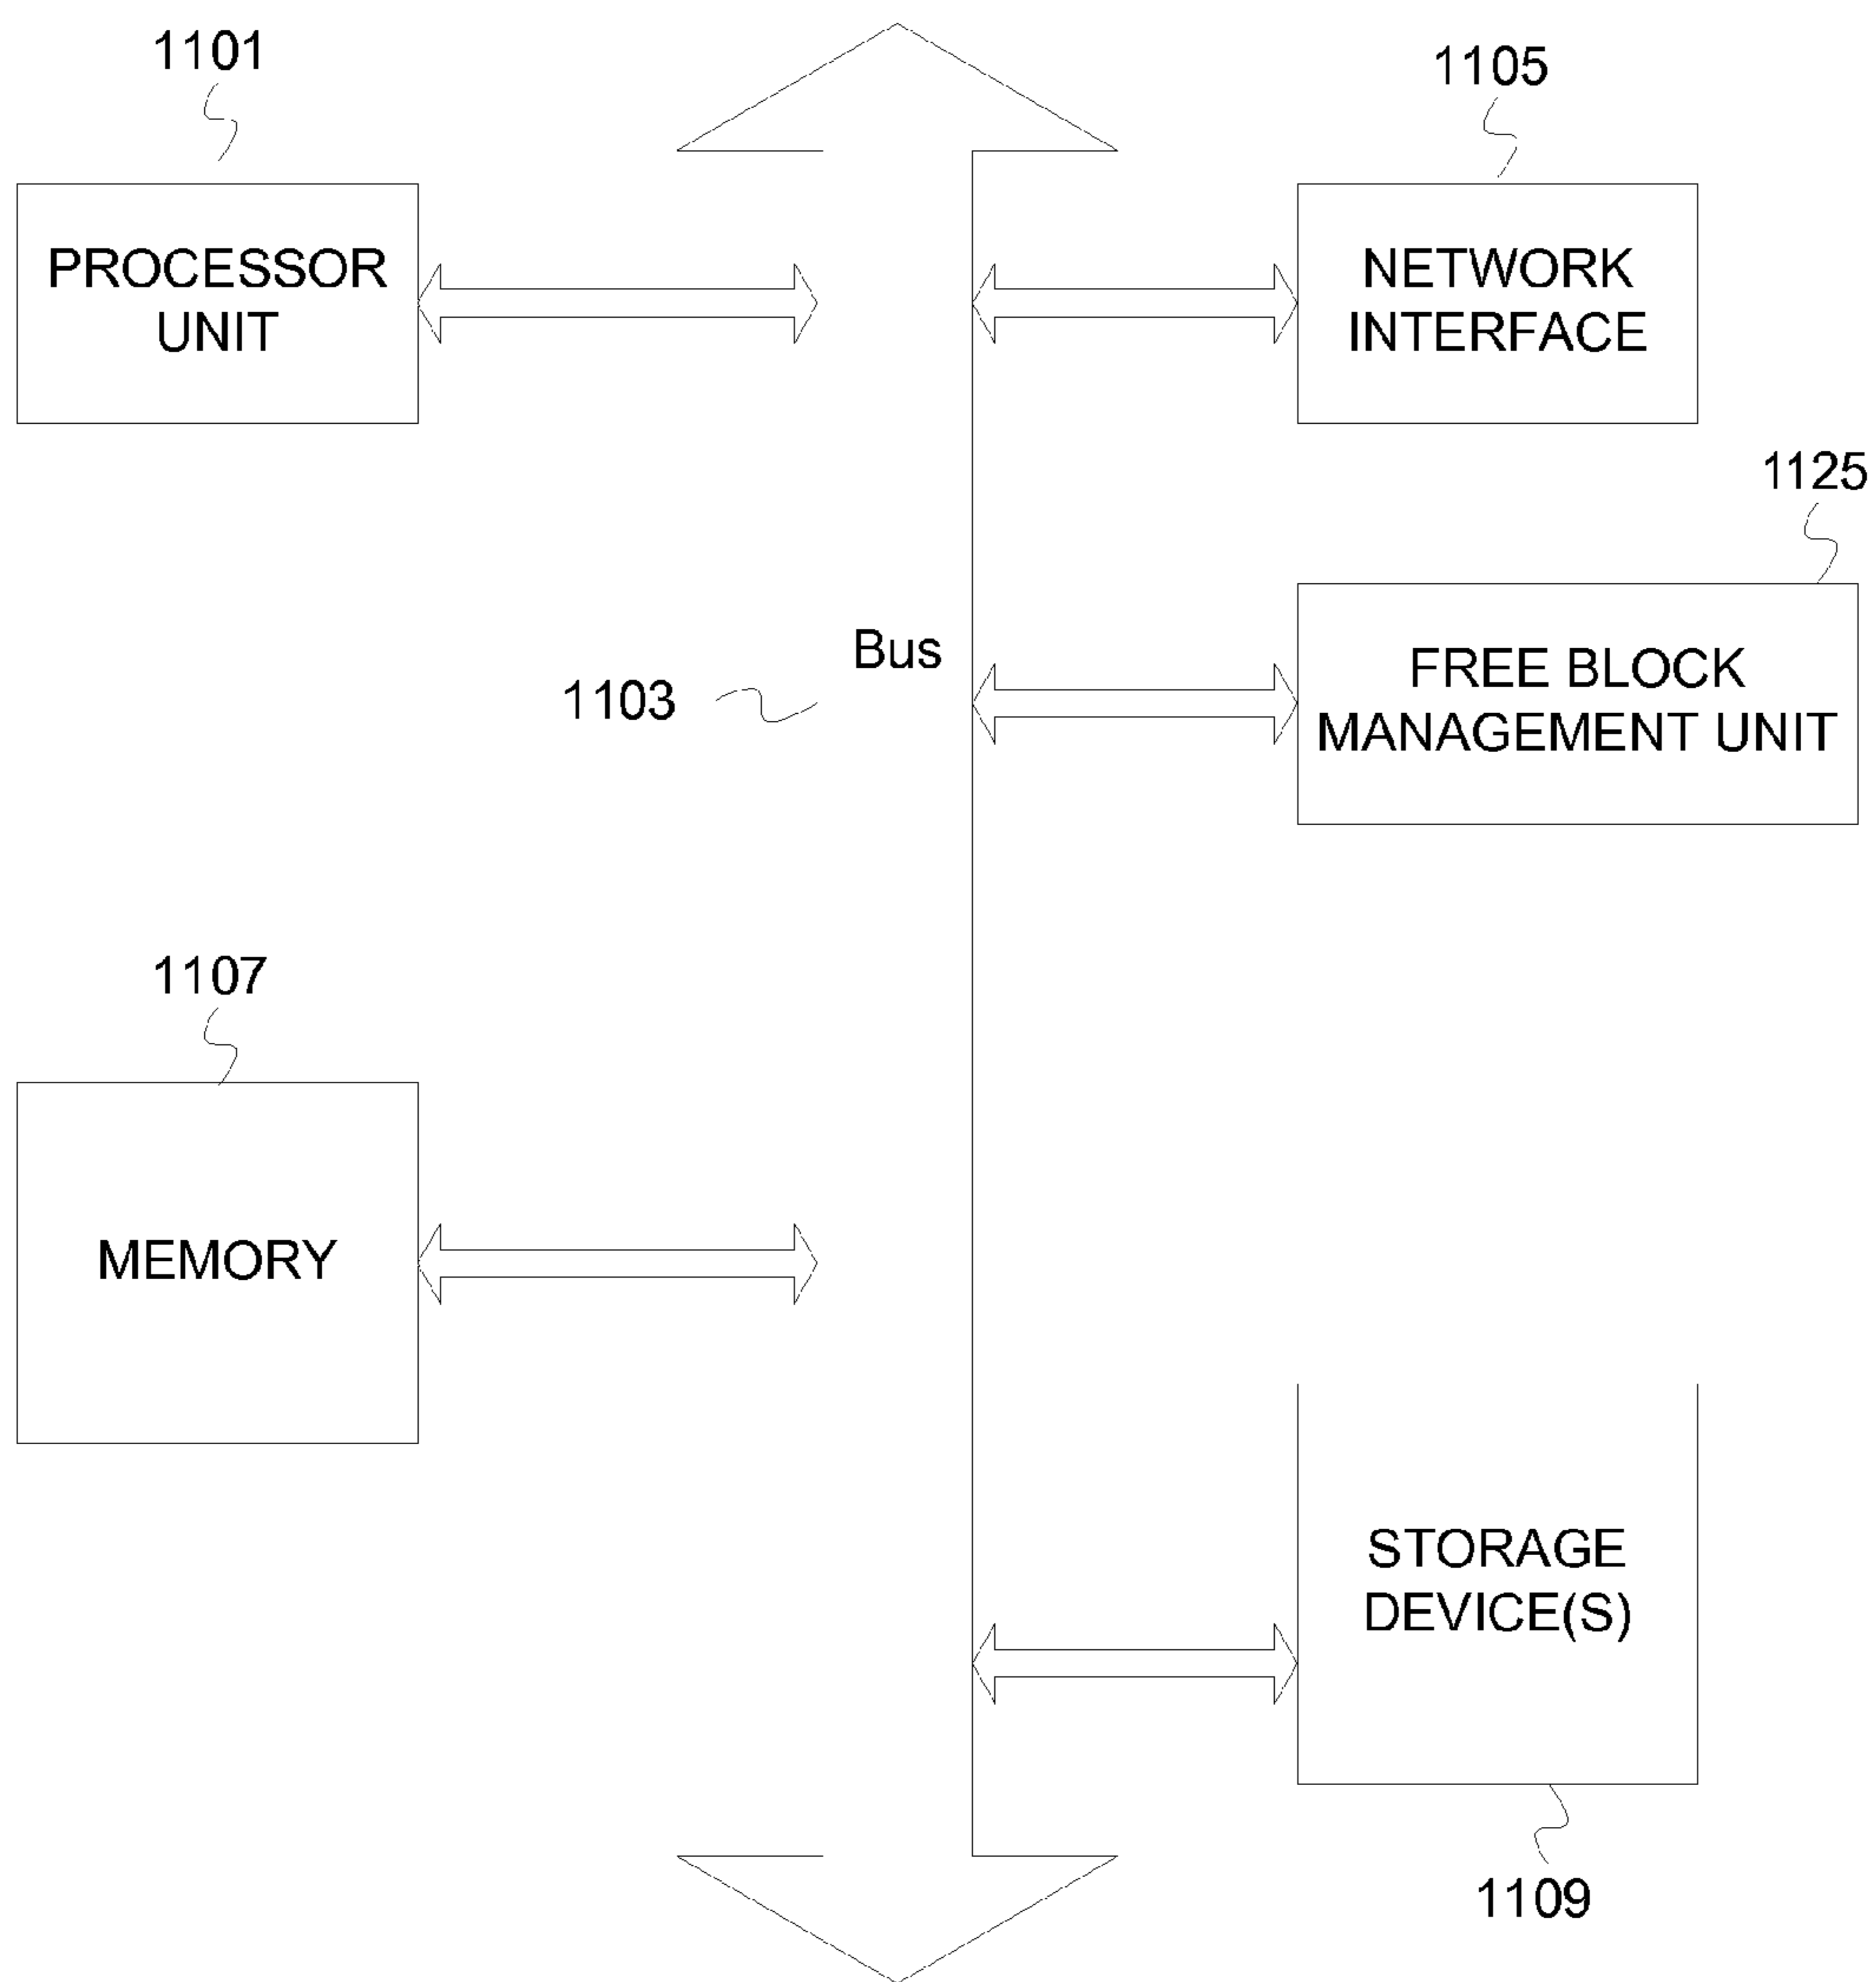 1101
1105
PROCESSOR
UNIT
NETWORK
INTERFACE
1125
Bus
1103
FREE BLOCK
MANAGEMENT UNIT
1107
MEMORY
STORAGE
DEVICE(S)
1109